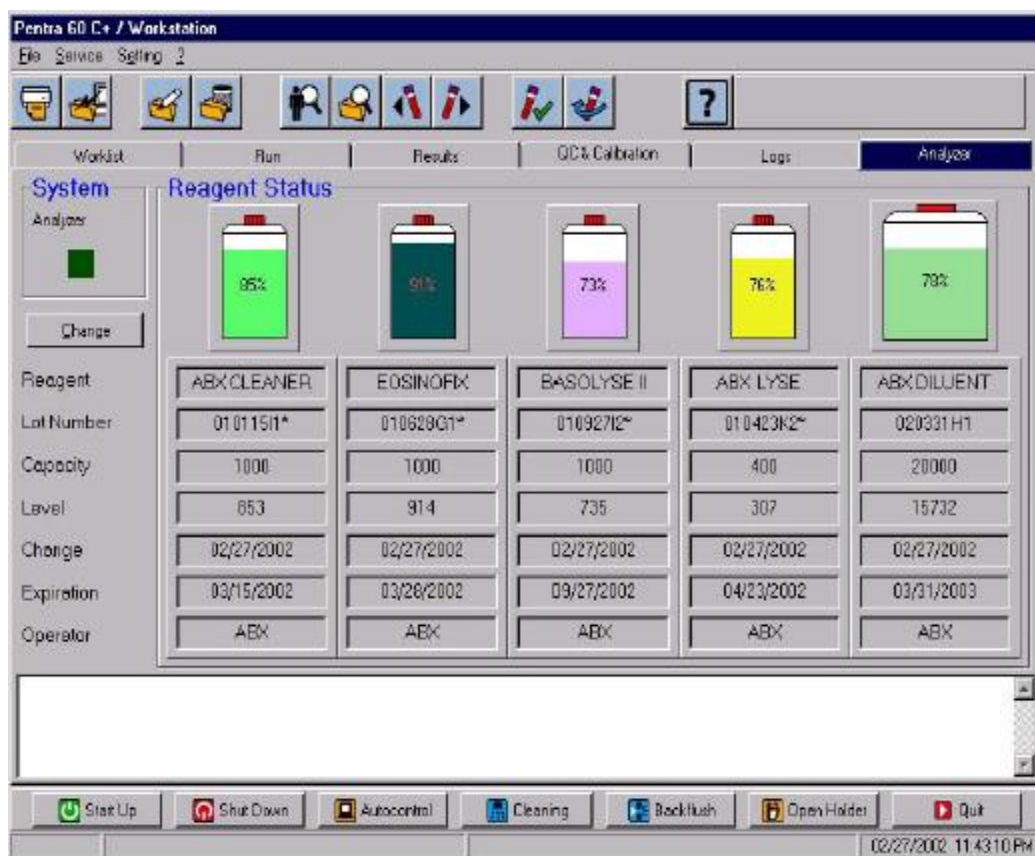 Pentra 60 C+ / Workstation
File Service Setting ?
?
Worklist Run Results QC & Calibration Logs Analyzer
System Reagent Status
Analyzer
85% 91% 73% 76% 78%
Change
Reagent ABX CLEANER EOSINOFIX BASOLYSE II ABX LYSE ABX DILUENT
Lot Number 010115I1* 010628G1* 010927I2* 010423K2* 020331H1
Capacity 1000 1000 1000 400 20000
Level 853 914 735 307 15732
Change 02/27/2002 02/27/2002 02/27/2002 02/27/2002 02/27/2002
Expiration 03/15/2002 03/28/2002 09/27/2002 04/23/2002 03/31/2003
Operator ABX ABX ABX ABX ABX
Start Up Shut Down Autocontrol Cleaning Backflush Open Holder Quit
02/27/2002 11:43:10 PM